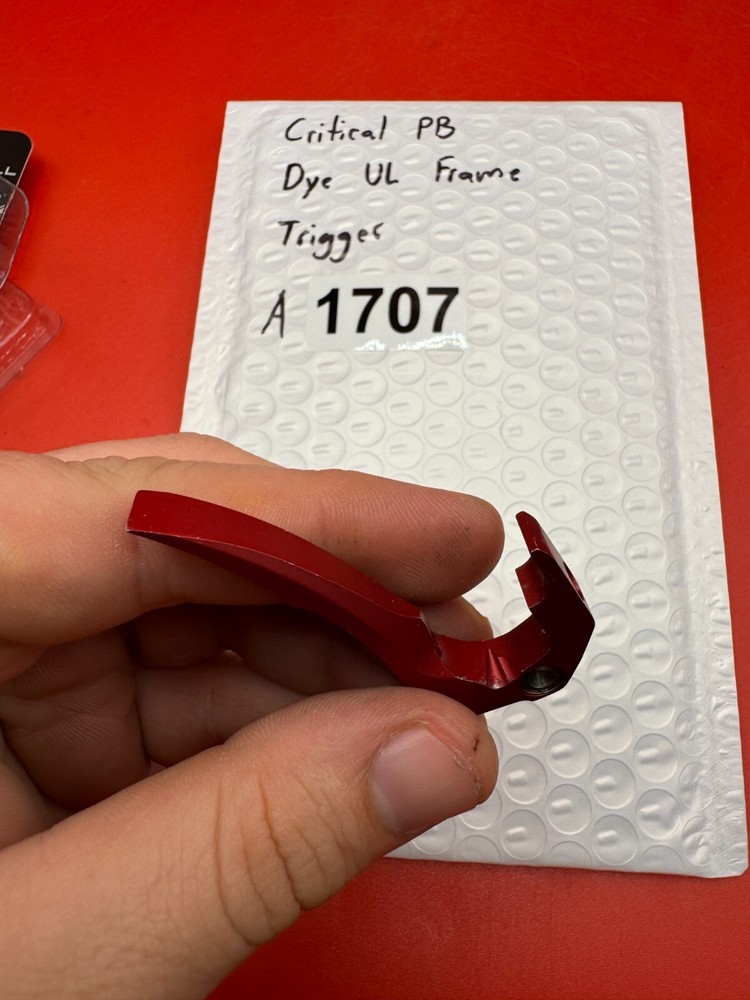 Critical PB
Dye UL Frame
Trigger
A 1707